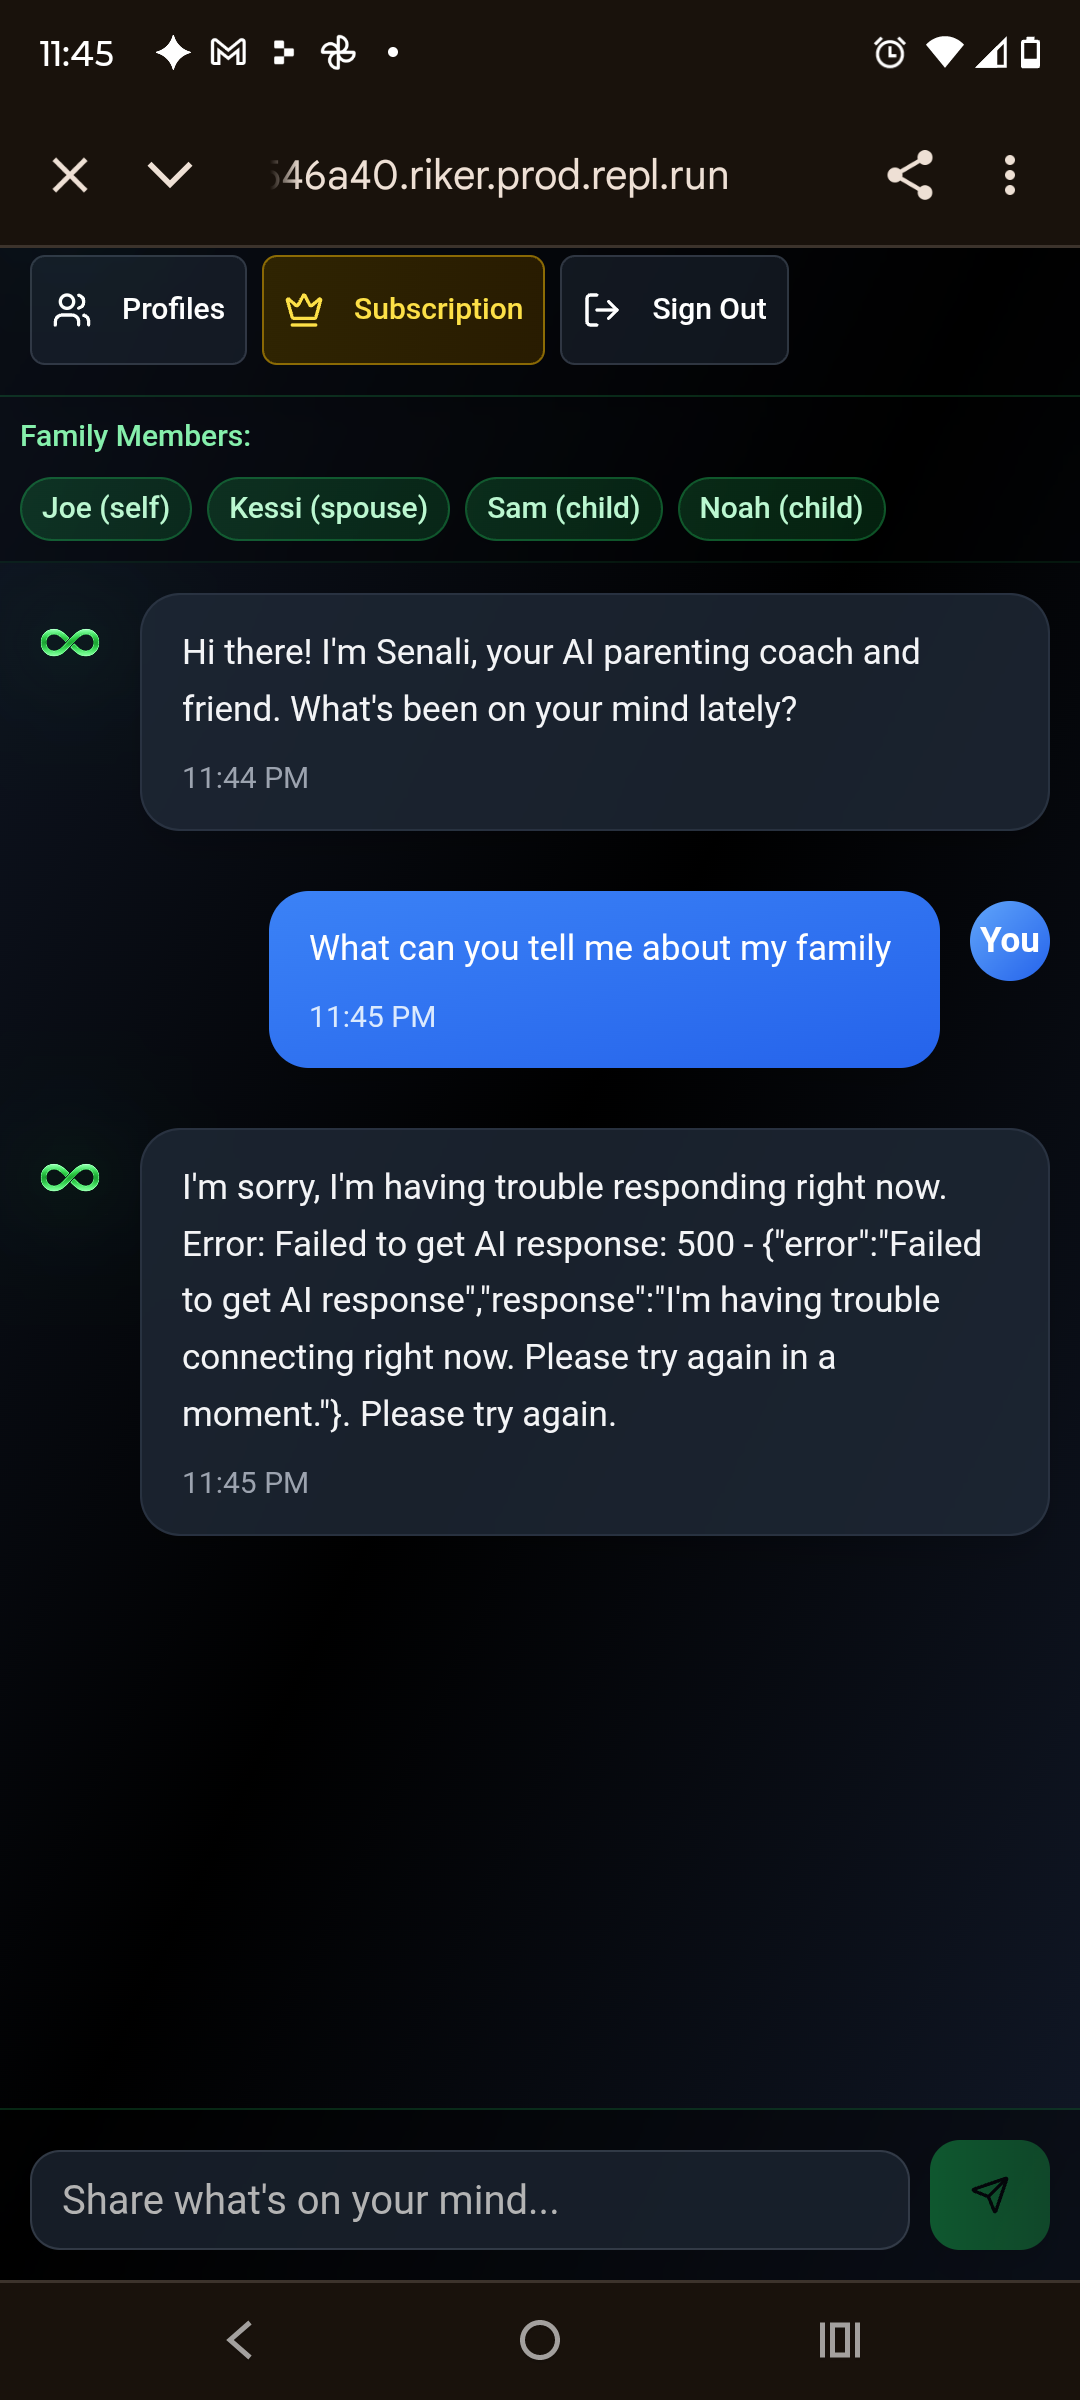 11:45
46a40.riker.prod.repl.run
Profiles
Subscription
Sign Out
Family Members:
Joe (self)
Kessi (spouse)
Sam (child)
Noah (child)
Hi there! I'm Senali, your AI parenting coach and
friend. What's been on your mind lately?
11:44 PM
What can you tell me about my family
You
11:45 PM
I'm sorry, I'm having trouble responding right now.
Error: Failed to get AI response: 500 - {"error":"Failed
to get AI response","response":"I'm having trouble
connecting right now. Please try again in a
moment."}. Please try again.
11:45 PM
Share what's on your mind...